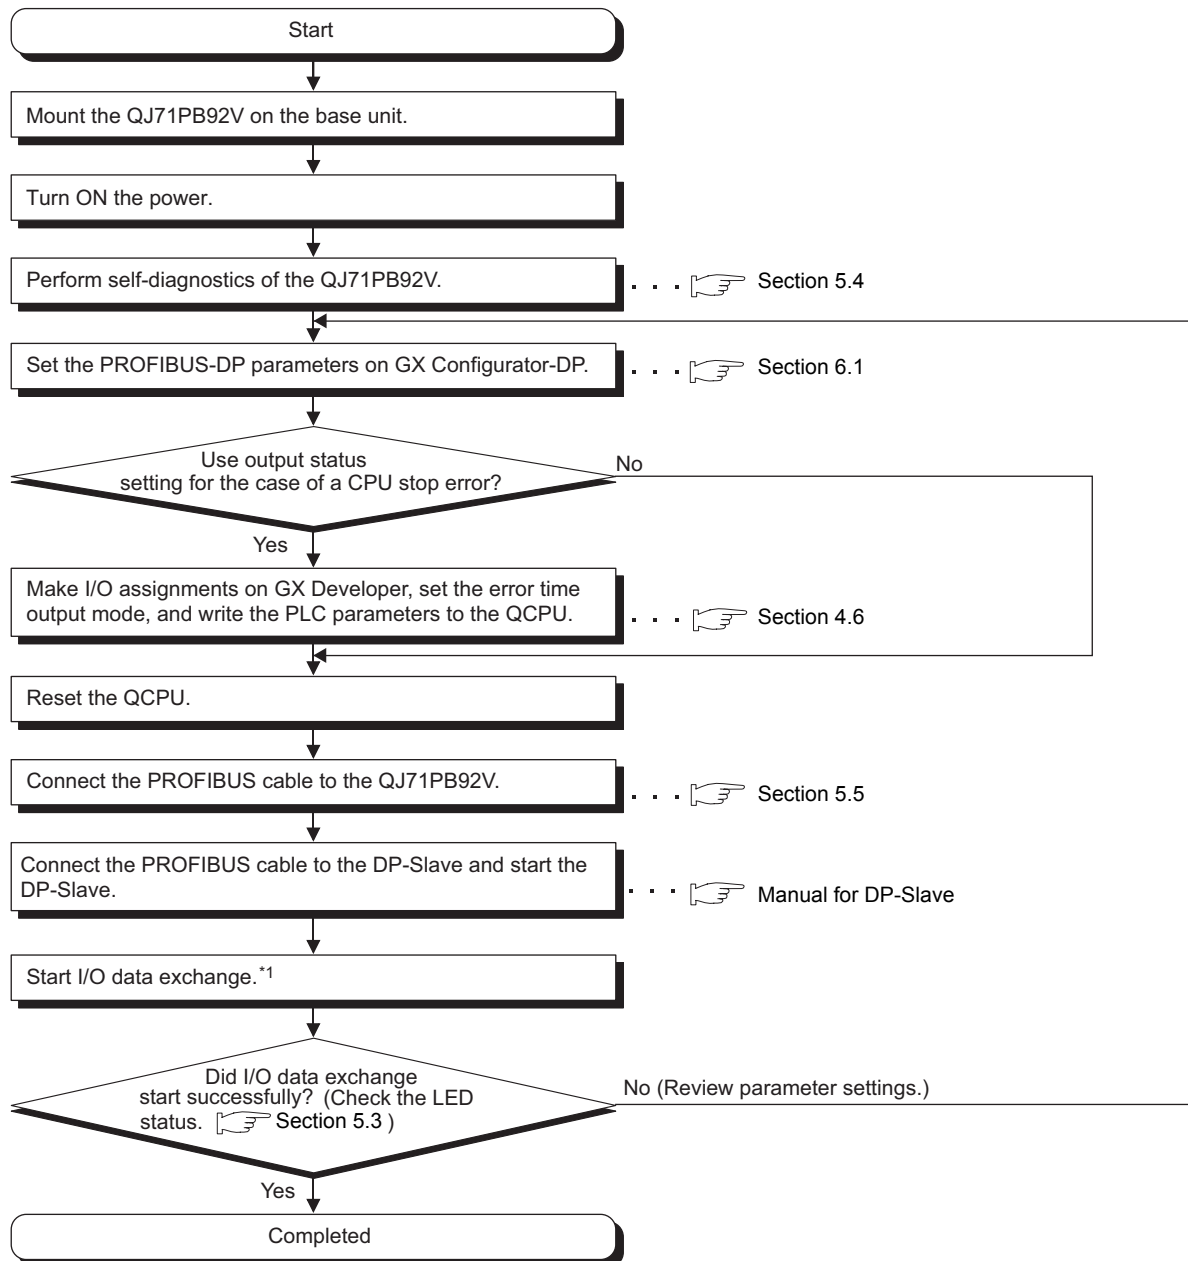 Start
Mount the QJ71PB92V on the base unit.
Turn ON the power.
Perform self-diagnostics of the QJ71PB92V.
Section 5.4
Set the PROFIBUS-DP parameters on GX Configurator-DP.
Section 6.1
Use output status
setting for the case of a CPU stop error?
No
Yes
Make I/O assignments on GX Developer, set the error time
output mode, and write the PLC parameters to the QCPU.
Section 4.6
Reset the QCPU.
Connect the PROFIBUS cable to the QJ71PB92V.
Section 5.5
Connect the PROFIBUS cable to the DP-Slave and start the
DP-Slave.
Manual for DP-Slave
Start I/O data exchange.*1
Did I/O data exchange
start successfully? (Check the LED
status. Section 5.3 )
No (Review parameter settings.)
Yes
Completed